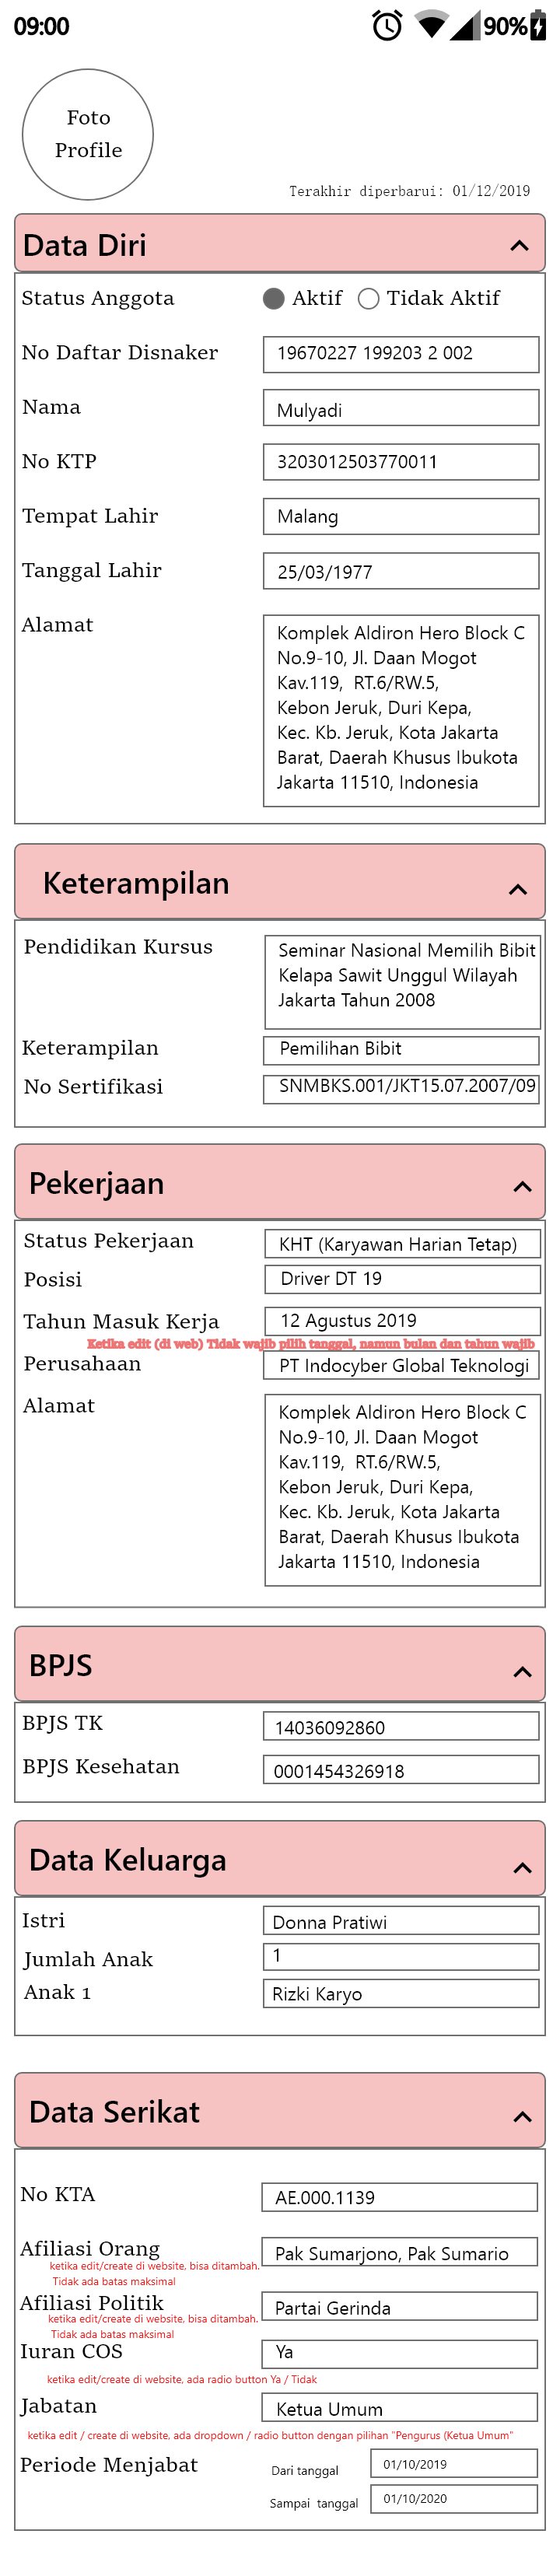 09:00
90%
Foto
Profile
Terakhir diperbarui: 01/12/2019
Data Diri
Status Anggota Aktif Tidak Aktif
No Daftar Disnaker 19670227 199203 2 002
Nama Mulyadi
No KTP 3203012503770011
Tempat Lahir Malang
Tanggal Lahir 25/03/1977
Alamat Komplek Aldiron Hero Block C
No.9-10, Jl. Daan Mogot
Kav.119, RT.6/RW.5,
Kebon Jeruk, Duri Kepa,
Kec. Kb. Jeruk, Kota Jakarta
Barat, Daerah Khusus Ibukota
Jakarta 11510, Indonesia
Keterampilan
Pendidikan Kursus Seminar Nasional Memilih Bibit
Kelapa Sawit Unggul Wilayah
Jakarta Tahun 2008
Keterampilan Pemilihan Bibit
No Sertifikasi SNMBKS.001/JKT15.07.2007/09
Pekerjaan
Status Pekerjaan KHT (Karyawan Harian Tetap)
Posisi Driver DT 19
Tahun Masuk Kerja 12 Agustus 2019
Ketika edit (di web) Tidak wajib pilih tanggal, namun bulan dan tahun wajib
Perusahaan PT Indocyber Global Teknologi
Alamat Komplek Aldiron Hero Block C
No.9-10, Jl. Daan Mogot
Kav.119, RT.6/RW.5,
Kebon Jeruk, Duri Kepa,
Kec. Kb. Jeruk, Kota Jakarta
Barat, Daerah Khusus Ibukota
Jakarta 11510, Indonesia
BPJS
BPJS TK 14036092860
BPJS Kesehatan 0001454326918
Data Keluarga
Istri Donna Pratiwi
Jumlah Anak 1
Anak 1 Rizki Karyo
Data Serikat
No KTA AE.000.1139
Afiliasi Orang Pak Sumarjono, Pak Sumario
ketika edit/create di website, bisa ditambah.
Tidak ada batas maksimal
Afiliasi Politik Partai Gerinda
ketika edit/create di website, bisa ditambah.
Tidak ada batas maksimal
Iuran COS Ya
ketika edit/create di website, ada radio button Ya / Tidak
Jabatan Ketua Umum
ketika edit / create di website, ada dropdown / radio button dengan pilihan "Pengurus (Ketua Umum"
Periode Menjabat Dari tanggal 01/10/2019
Sampai tanggal 01/10/2020